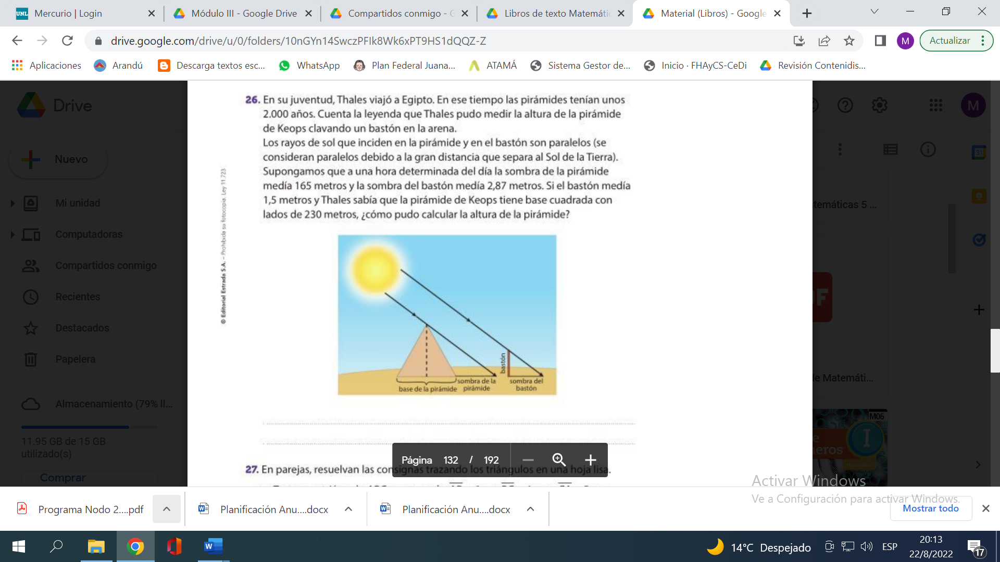 Mercurio | Login
Módulo III - Google Drive
Compartidos conmigo - G
Libros de texto Matemátic
Material (Libros) - Google
drive.google.com/drive/u/0/folders/10nGYn14SwczPFIk8Wk6xPT9HS1dQQZ-Z
M
Actualizar
Aplicaciones
Arandú
Descarga textos esc...
WhatsApp
Plan Federal Juana...
ATAMÁ
Sistema Gestor de...
Inicio · FHAyCS-CeDi
Revisión Contenidis...
Drive
M
Nuevo
Mi unidad
Computadoras
Compartidos conmigo
Recientes
Destacados
Papelera
Almacenamiento (79% ll...
11.95 GB de 15 GB
utilizado(s)
Comprar
26. En su juventud, Thales viajó a Egipto. En ese tiempo las pirámides tenían unos
2.000 años. Cuenta la leyenda que Thales pudo medir la altura de la pirámide
de Keops clavando un bastón en la arena.
Los rayos de sol que inciden en la pirámide y en el bastón son paralelos (se
consideran paralelos debido a la gran distancia que separa al Sol de la Tierra).
Supongamos que a una hora determinada del día la sombra de la pirámide
medía 165 metros y la sombra del bastón medía 2,87 metros. Si el bastón medía
1,5 metros y Thales sabía que la pirámide de Keops tiene base cuadrada con
lados de 230 metros, ¿cómo pudo calcular la altura de la pirámide?
© Editorial Estrada S.A. – Prohibida su fotocopia. Ley 11.723
bastón
base de la pirámide
sombra de la
pirámide
sombra del
bastón
27. En parejas, resuelvan las consignas trazando los triángulos en una hoja lisa.
Página 132 / 192
31
temáticas 5 ...
DF
de Matemáti...
M06
I
Activar Windows
Ve a Configuración para activar Windows.
Programa Nodo 2....pdf
Planificación Anu....docx
Planificación Anu....docx
Mostrar todo
14°C Despejado
ESP
20:13
22/8/2022
17